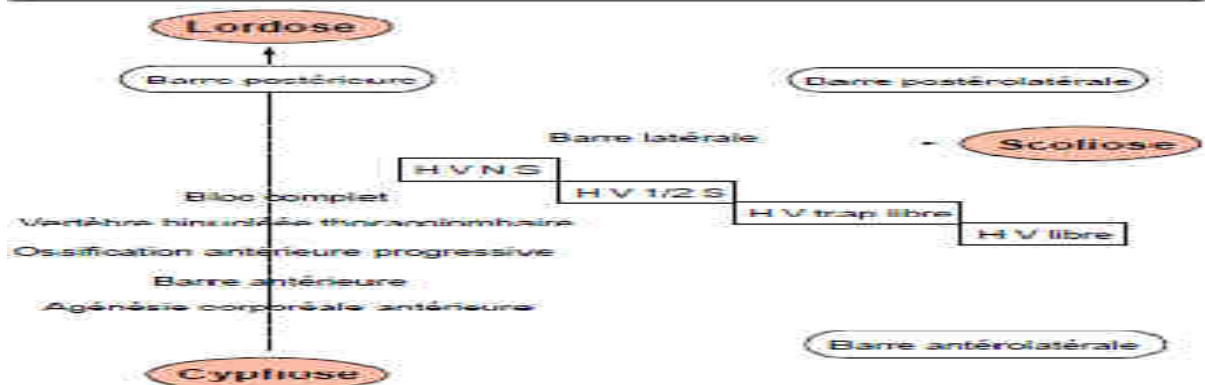 Lordose
Barre postérieure
Barre postérolatérale
Barre latérale
Scoliose
H V N S
Bloc complet
H V 1/2 S
Vertèbre binucléée thoracolombaire
H V trap libre
H V libre
Ossification antérieure progressive
Barre antérieure
Agénésie corporéale antérieure
Barre antérolatérale
Cyphose